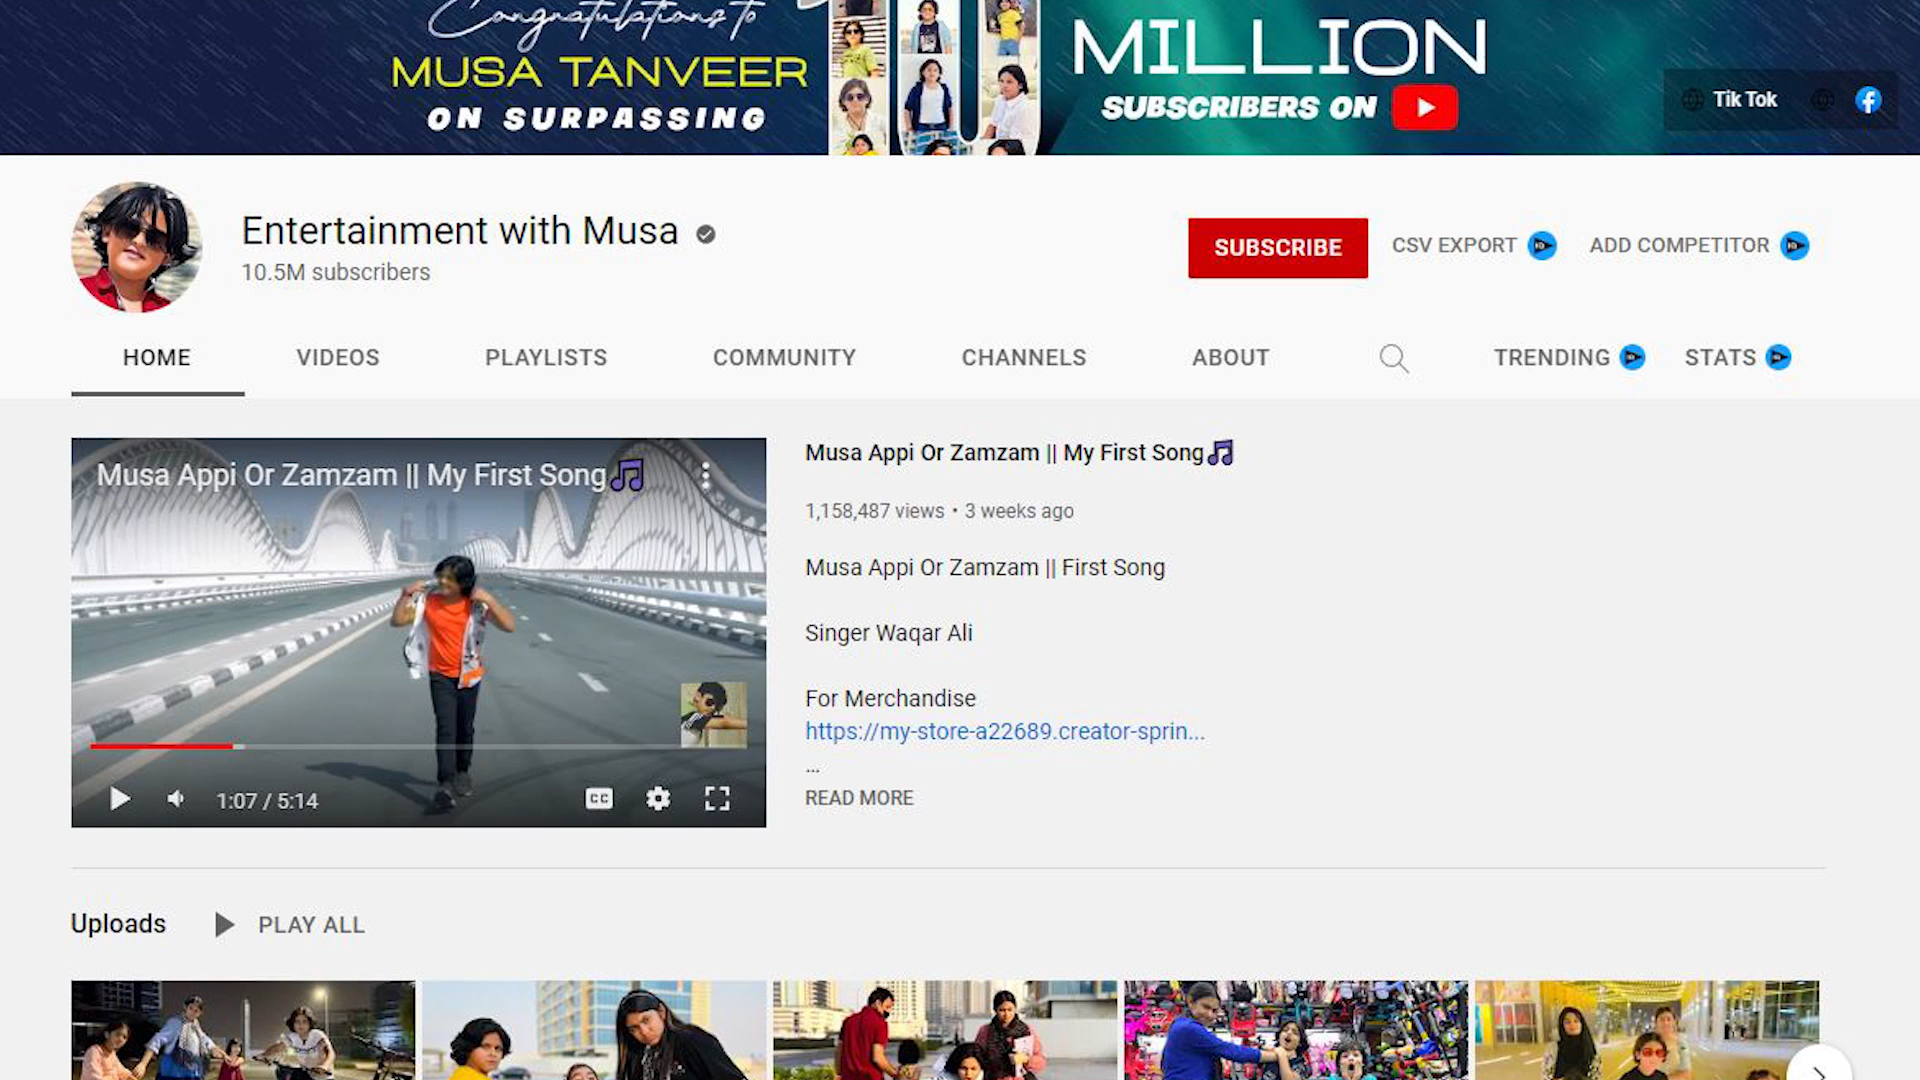 Congratulations to
MUSA TANVEER
ON SURPASSING
10
MILLION
SUBSCRIBERS ON
Tik Tok
Entertainment with Musa
10.5M subscribers
SUBSCRIBE
CSV EXPORT
ADD COMPETITOR
HOME
VIDEOS
PLAYLISTS
COMMUNITY
CHANNELS
ABOUT
TRENDING
STATS
Musa Appi Or Zamzam || My First Song🎵
CC
1:07 / 5:14
Musa Appi Or Zamzam || My First Song🎵
1,158,487 views • 3 weeks ago
Musa Appi Or Zamzam || First Song
Singer Waqar Ali
For Merchandise
https://my-store-a22689.creator-sprin...
...
READ MORE
Uploads
PLAY ALL